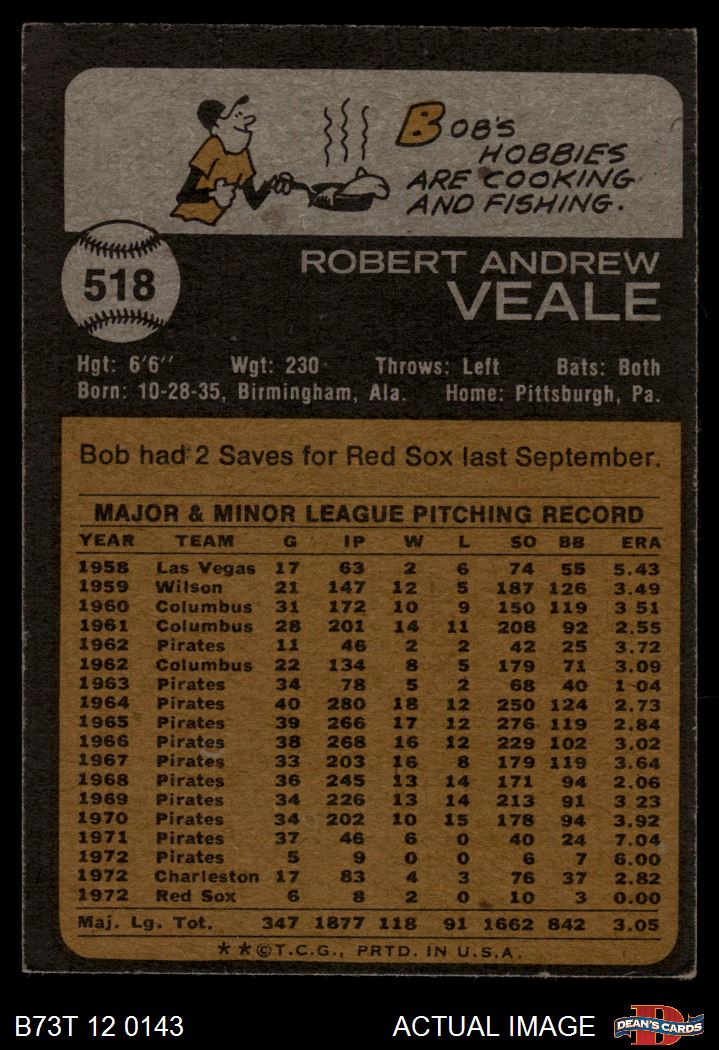 BOB'S
HOBBIES
ARE COOKING
AND FISHING.
518
ROBERT ANDREW
VEALE
Hgt: 6'6" Wgt: 230 Throws: Left Bats: Both
Born: 10-28-35, Birmingham, Ala. Home: Pittsburgh, Pa.
Bob had 2 Saves for Red Sox last September.
MAJOR & MINOR LEAGUE PITCHING RECORD
YEAR TEAM G IP W L SO BB ERA
1958 Las Vegas 17 63 2 6 74 55 5.43
1959 Wilson 21 147 12 5 187 126 3.49
1960 Columbus 31 172 10 9 150 119 3 51
1961 Columbus 28 201 14 11 208 92 2.55
1962 Pirates 11 46 2 2 42 25 3.72
1962 Columbus 22 134 8 5 179 71 3.09
1963 Pirates 34 78 5 2 68 40 1 04
1964 Pirates 40 280 18 12 250 124 2.73
1965 Pirates 39 266 17 12 276 119 2.84
1966 Pirates 38 268 16 12 229 102 3.02
1967 Pirates 33 203 16 8 179 119 3.64
1968 Pirates 36 245 13 14 171 94 2.06
1969 Pirates 34 226 13 14 213 91 3 23
1970 Pirates 34 202 10 15 178 94 3.92
1971 Pirates 37 46 6 0 40 24 7.04
1972 Pirates 5 9 0 0 6 7 6.00
1972 Charleston 17 83 4 3 76 37 2.82
1972 Red Sox 6 8 2 0 10 3 0.00
Maj. Lg. Tot. 347 1877 118 91 1662 842 3.05
**©T.C.G., PRTD. IN U.S.A.
B73T 12 0143 ACTUAL IMAGE DEAN'S CARDS